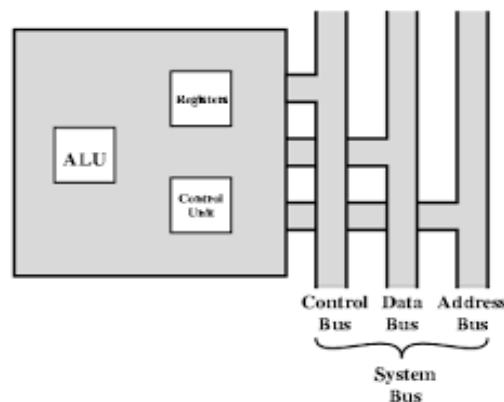 Registers
ALU
Control
Unit
Control Data Address
Bus Bus Bus
System
Bus